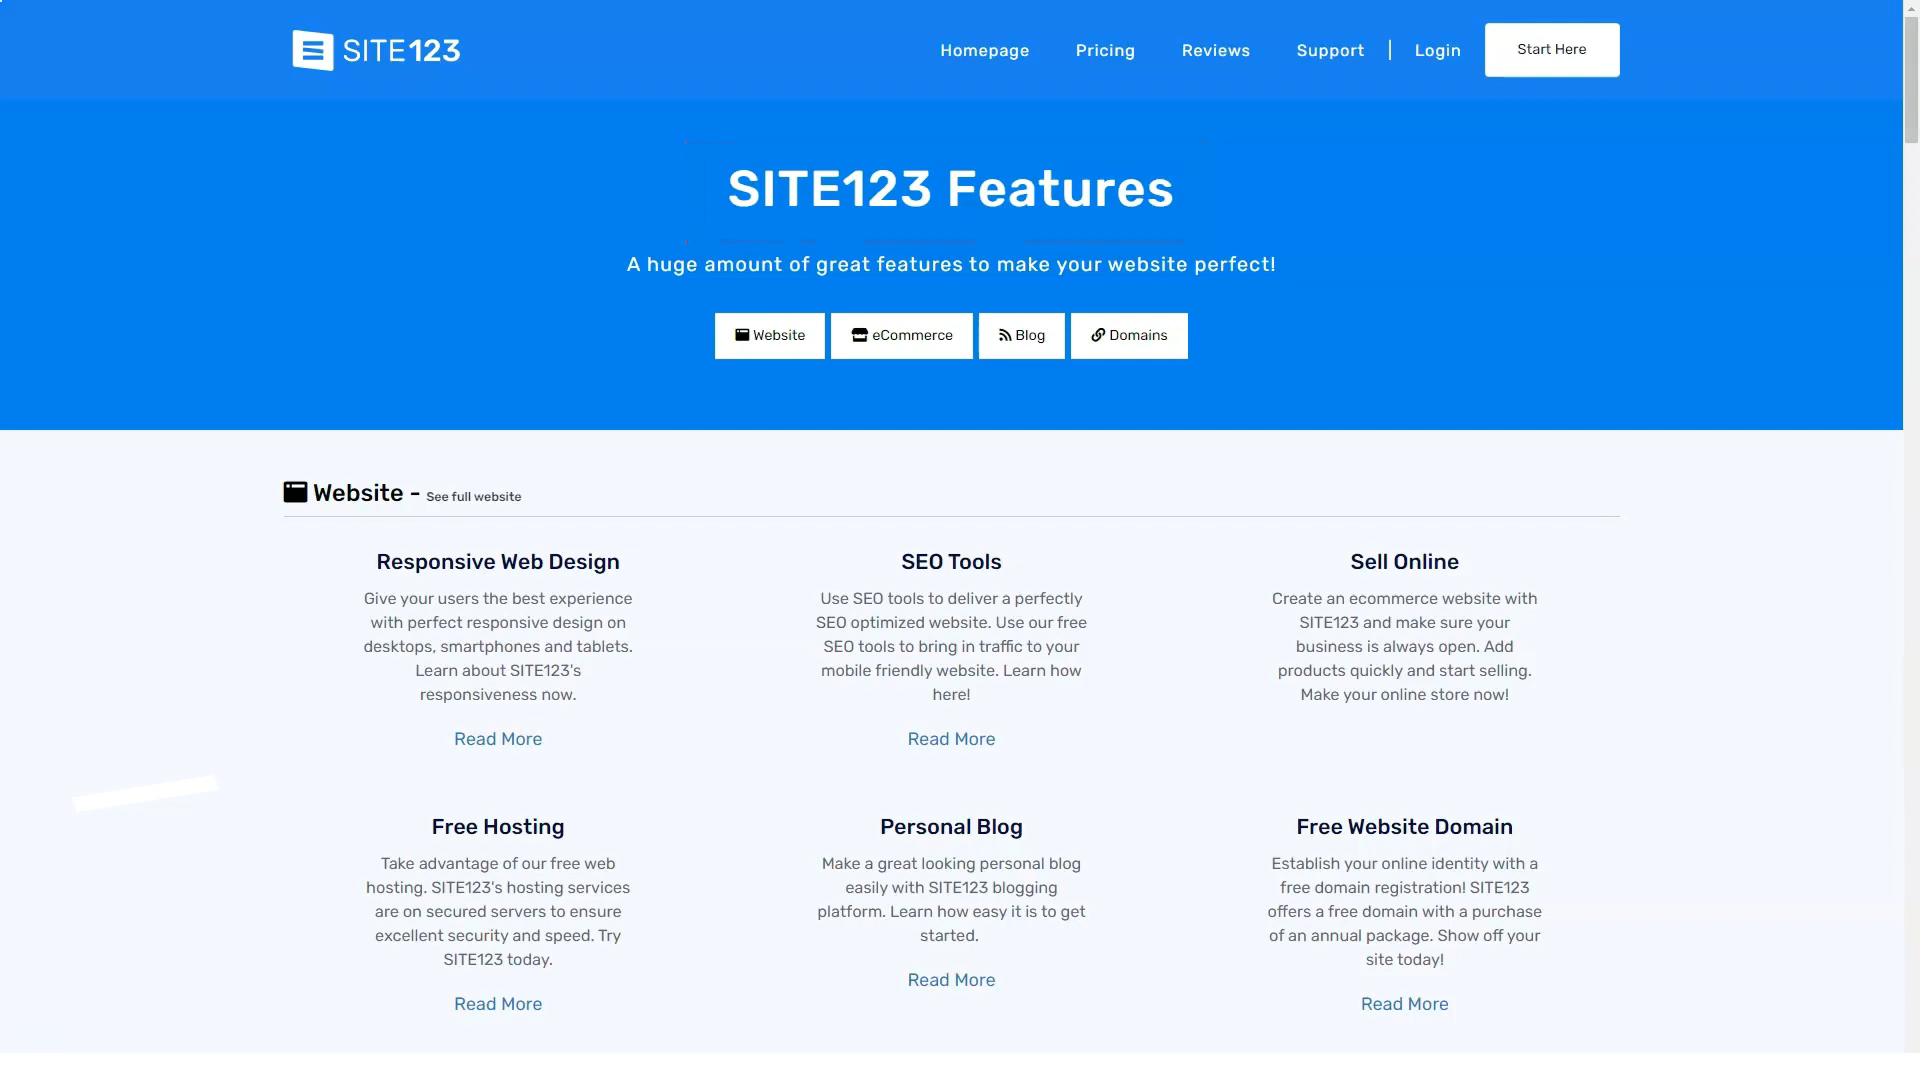 SITE123
Homepage Pricing Reviews Support | Login Start Here
SITE123 Features
A huge amount of great features to make your website perfect!
Website eCommerce Blog Domains
Website - See full website
Responsive Web Design
Give your users the best experience
with perfect responsive design on
desktops, smartphones and tablets.
Learn about SITE123's
responsiveness now.
Read More
SEO Tools
Use SEO tools to deliver a perfectly
SEO optimized website. Use our free
SEO tools to bring in traffic to your
mobile friendly website. Learn how
here!
Read More
Sell Online
Create an ecommerce website with
SITE123 and make sure your
business is always open. Add
products quickly and start selling.
Make your online store now!
Free Hosting
Take advantage of our free web
hosting. SITE123's hosting services
are on secured servers to ensure
excellent security and speed. Try
SITE123 today.
Read More
Personal Blog
Make a great looking personal blog
easily with SITE123 blogging
platform. Learn how easy it is to get
started.
Read More
Free Website Domain
Establish your online identity with a
free domain registration! SITE123
offers a free domain with a purchase
of an annual package. Show off your
site today!
Read More